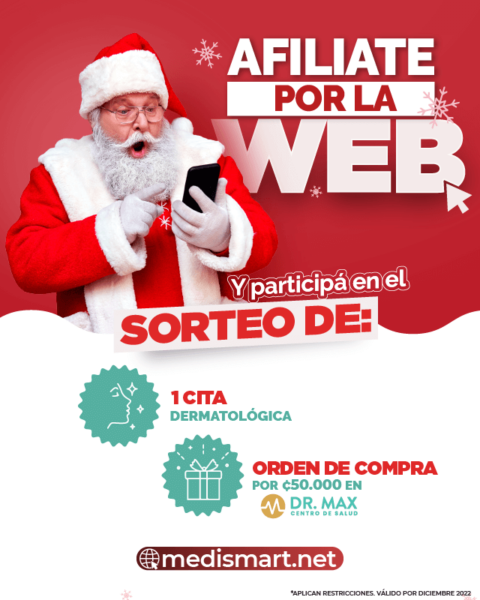 AFILIATE
POR LA
WEB
Y participá en el
SORTEO DE:
1 CITA
DERMATOLÓGICA
ORDEN DE COMPRA
POR ₡50.000 EN
DR. MAX
CENTRO DE SALUD
medismart.net
*APLICAN RESTRICCIONES. VÁLIDO POR DICIEMBRE 2022